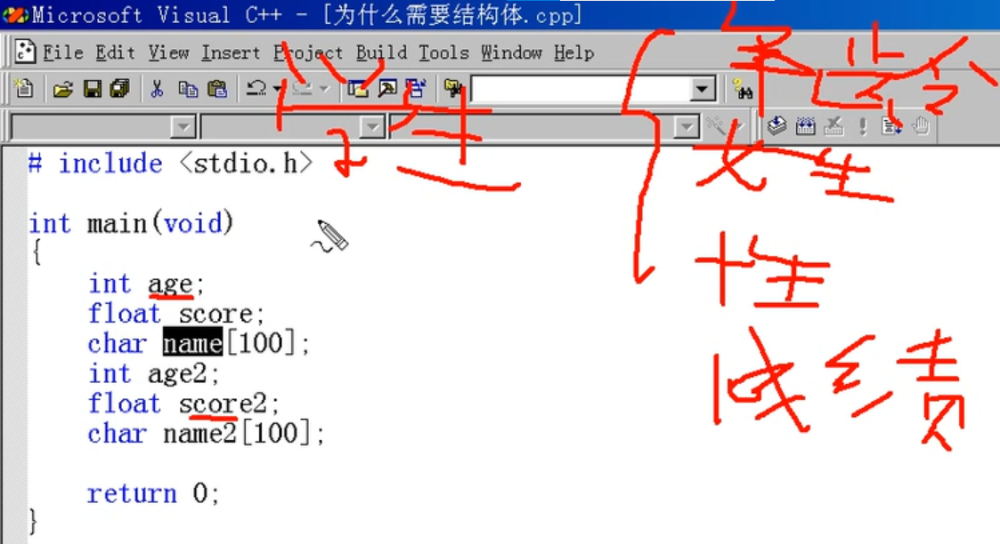 Microsoft Visual C++ - [为什么需要结构体.cpp]
File Edit View Insert Project Build Tools Window Help
学生
年龄
女生
性
成绩
# include <stdio.h>
int main(void)
{
int age;
float score;
char name[100];
int age2;
float score2;
char name2[100];
return 0;
}